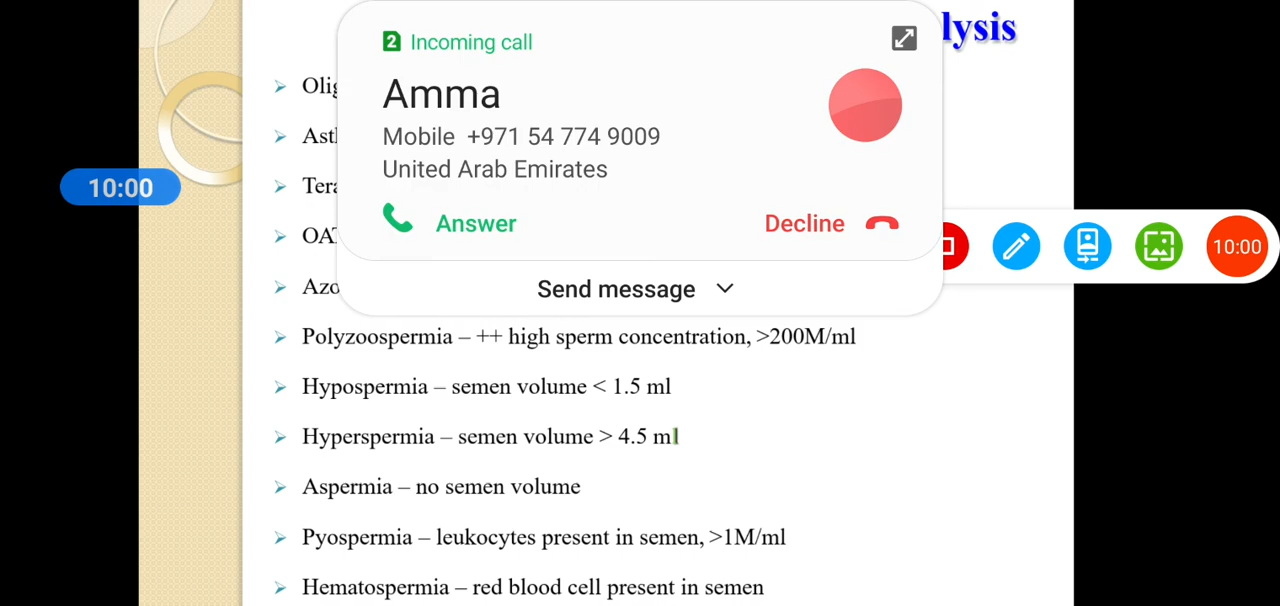 lysis
2 Incoming call
Amma
Mobile +971 54 774 9009
United Arab Emirates
Answer
Decline
Send message
10:00
10:00
➢ Olig
➢ Astl
➢ Tera
➢ OAT
➢ Azo
➢ Polyzoospermia – ++ high sperm concentration, >200M/ml
➢ Hypospermia – semen volume < 1.5 ml
➢ Hyperspermia – semen volume > 4.5 ml
➢ Aspermia – no semen volume
➢ Pyospermia – leukocytes present in semen, >1M/ml
➢ Hematospermia – red blood cell present in semen